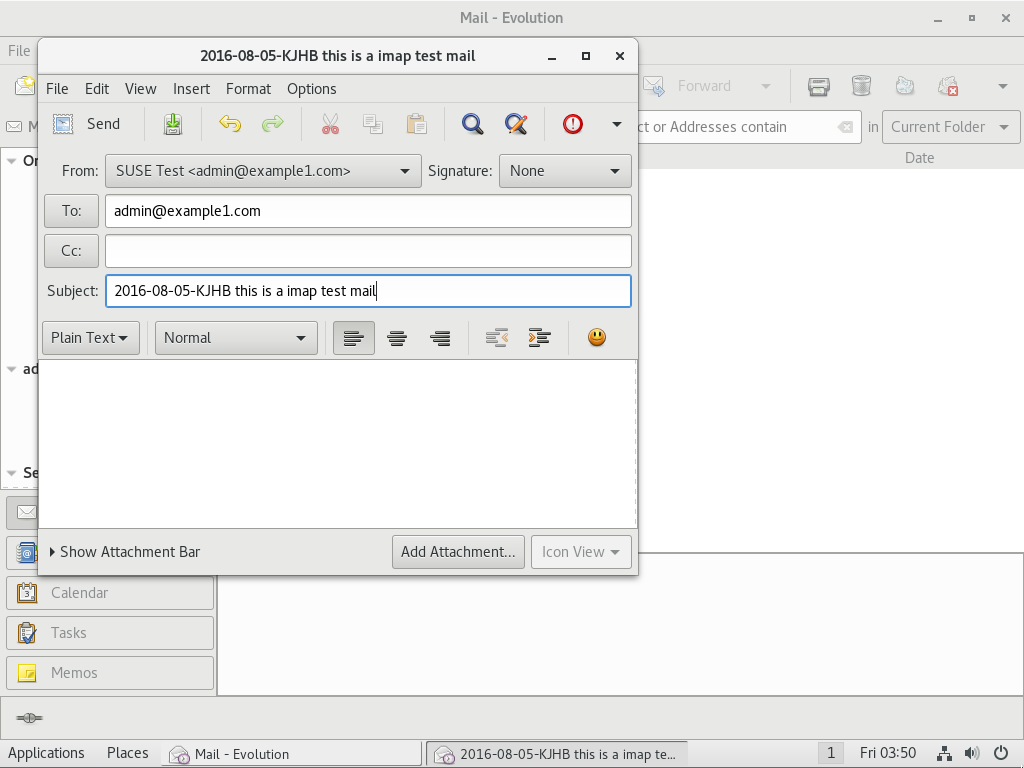 Mail - Evolution
File
2016-08-05-KJHB this is a imap test mail
File Edit View Insert Format Options
Forward
Send
M
ct or Addresses contain in Current Folder
Date
From: SUSE Test <admin@example1.com> Signature: None
To: admin@example1.com
Cc:
Subject: 2016-08-05-KJHB this is a imap test mail
Plain Text Normal
ad
Se
Show Attachment Bar Add Attachment... Icon View
Calendar
Tasks
Memos
Applications Places Mail - Evolution 2016-08-05-KJHB this is a imap te... 1 Fri 03:50